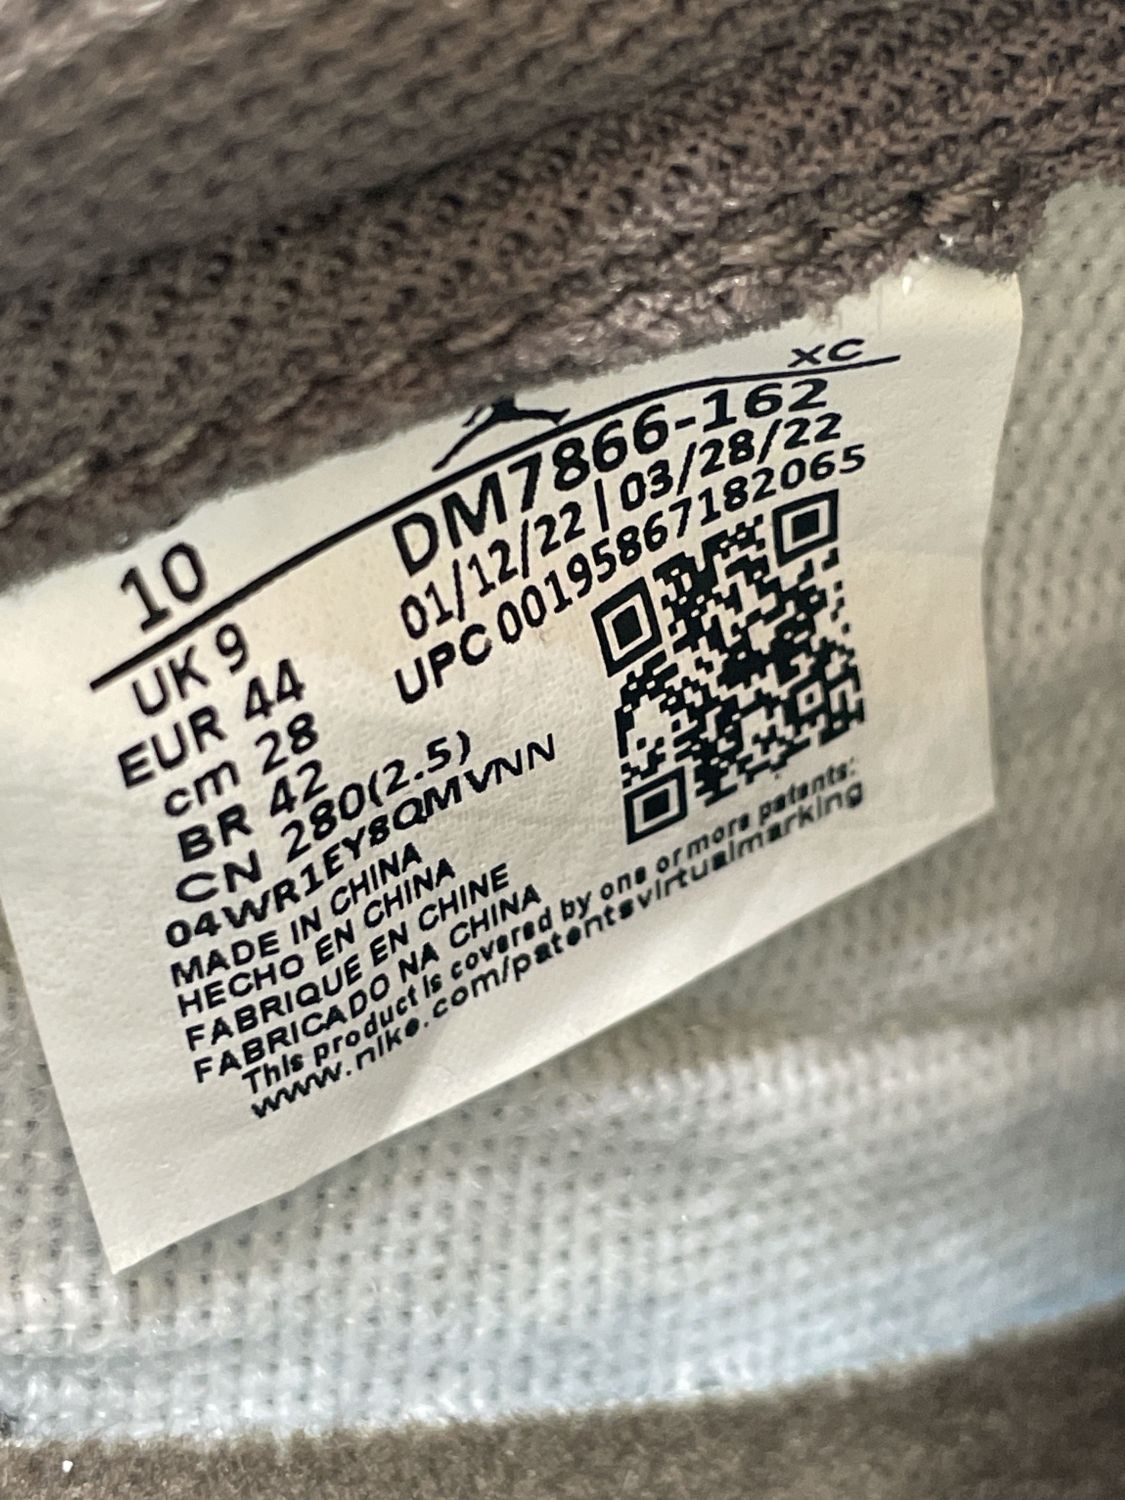 XC
10
DM7866-162
01/12/22 | 03/28/22
UPC 00195867182065
UK 9
EUR 44
cm 28
BR 42
CN 280(2.5)
04WR1EY8QMVNN
MADE IN CHINA
HECHO EN CHINA
FABRIQUE EN CHINE
FABRICADO NA CHINA
This product is covered by one or more patents:
www.nike.com/patentsvirtualmarking